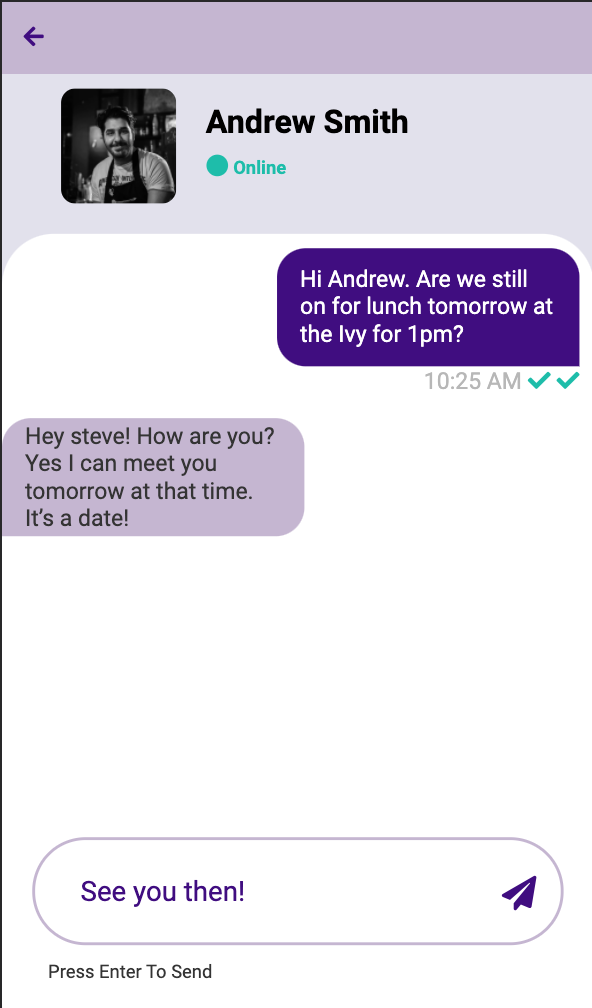 Andrew Smith
Online
Hi Andrew. Are we still
on for lunch tomorrow at
the Ivy for 1pm?
10:25 AM
Hey steve! How are you?
Yes I can meet you
tomorrow at that time.
It’s a date!
See you then!
Press Enter To Send